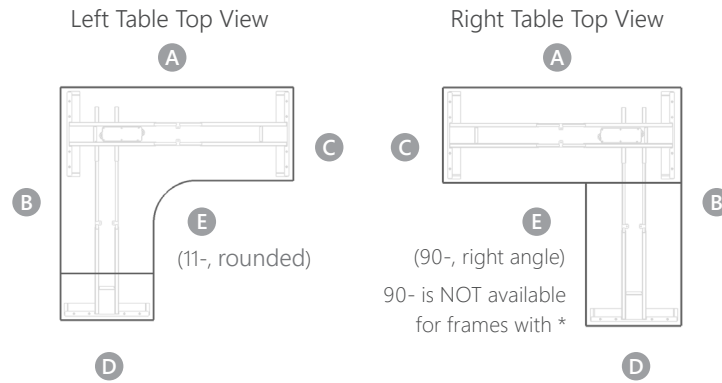 Left Table Top View
A
C
B
E
(11-, rounded)
D
Right Table Top View
A
C
B
E
(90-, right angle)
90- is NOT available
for frames with *
D